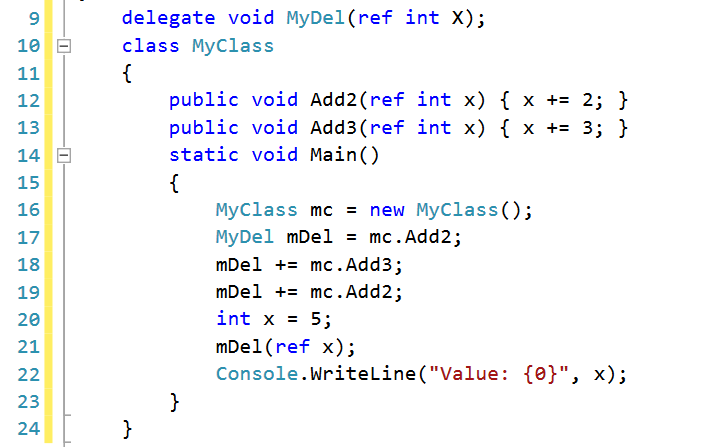 9 delegate void MyDel(ref int X);
10 class MyClass
11 {
12 public void Add2(ref int x) { x += 2; }
13 public void Add3(ref int x) { x += 3; }
14 static void Main()
15 {
16 MyClass mc = new MyClass();
17 MyDel mDel = mc.Add2;
18 mDel += mc.Add3;
19 mDel += mc.Add2;
20 int x = 5;
21 mDel(ref x);
22 Console.WriteLine("Value: {0}", x);
23 }
24 }